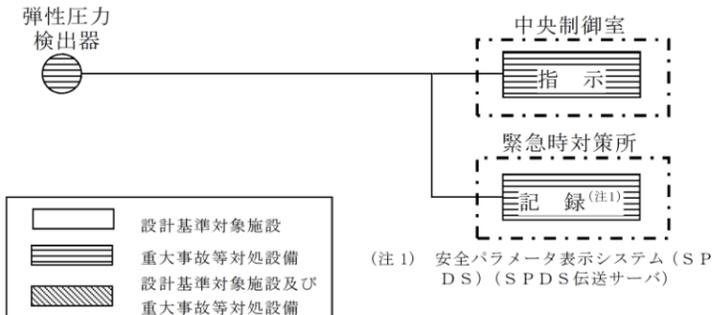 弾性圧力
検出器
中央制御室
指　示
緊急時対策所
記　録(注1)
設計基準対象施設
重大事故等対処設備
設計基準対象施設及び
重大事故等対処設備
(注1)　安全パラメータ表示システム(SP
DS)(SPDS伝送サーバ)